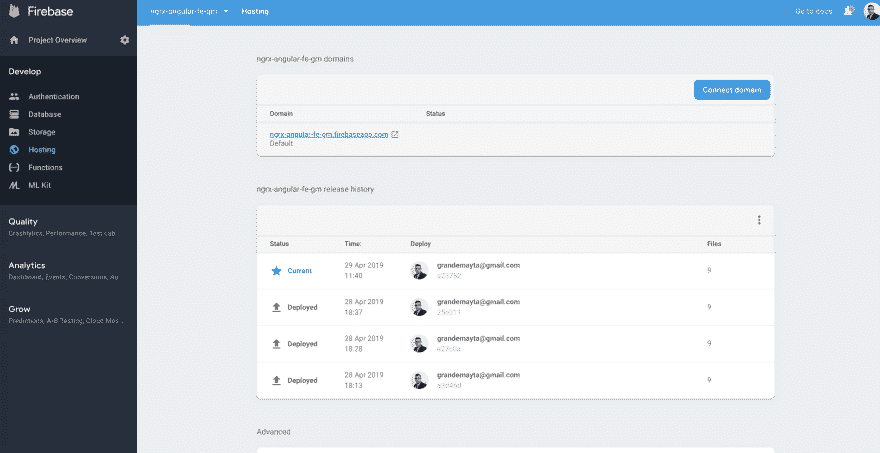 Firebase
ngrx-angular-fe-gm
Hosting
Go to docs
Project Overview
Develop
Authentication
Database
Storage
Hosting
Functions
ML Kit
Quality
Crashlytics, Performance, Test Lab
Analytics
Dashboard, Events, Conversions, Au
Grow
Predictions, A/B Testing, Cloud Mes...
ngrx-angular-fe-gm domains
Connect domain
Domain Status
ngrx-angular-fe-gm.firebaseapp.com
Default
ngrx-angular-fe-gm release history
Status Time: Deploy Files
Current 29 Apr 2019 11:40 grandemayta@gmail.com 9
Deployed 28 Apr 2019 18:37 grandemayta@gmail.com 9
Deployed 28 Apr 2019 18:28 grandemayta@gmail.com 9
Deployed 28 Apr 2019 18:13 grandemayta@gmail.com 9
Advanced